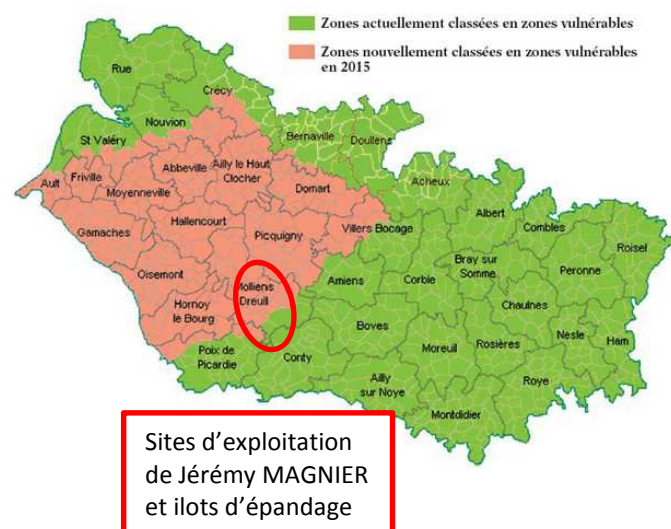 Zones actuellement classées en zones vulnérables
Zones nouvellement classées en zones vulnérables
en 2015
Rue
Crécy
Nouvion
St Valéry
Bernaville
Doullens
Ault
Friville
Abbeville
Ailly le Haut
Clocher
Moyenneville
Domart
Acheux
Gamaches
Hallencourt
Picquigny
Villers Bocage
Albert
Combles
Roisel
Oisemont
Molliens
Dreuil
Amiens
Corbie
Bray sur
Somme
Peronne
Hornoy
le Bourg
Boves
Chaulnes
Poix de
Picardie
Conty
Moreuil
Rosières
Nesle
Ham
Ailly
sur Noye
Roye
Montdidier
Sites d’exploitation
de Jérémy MAGNIER
et ilots d’épandage